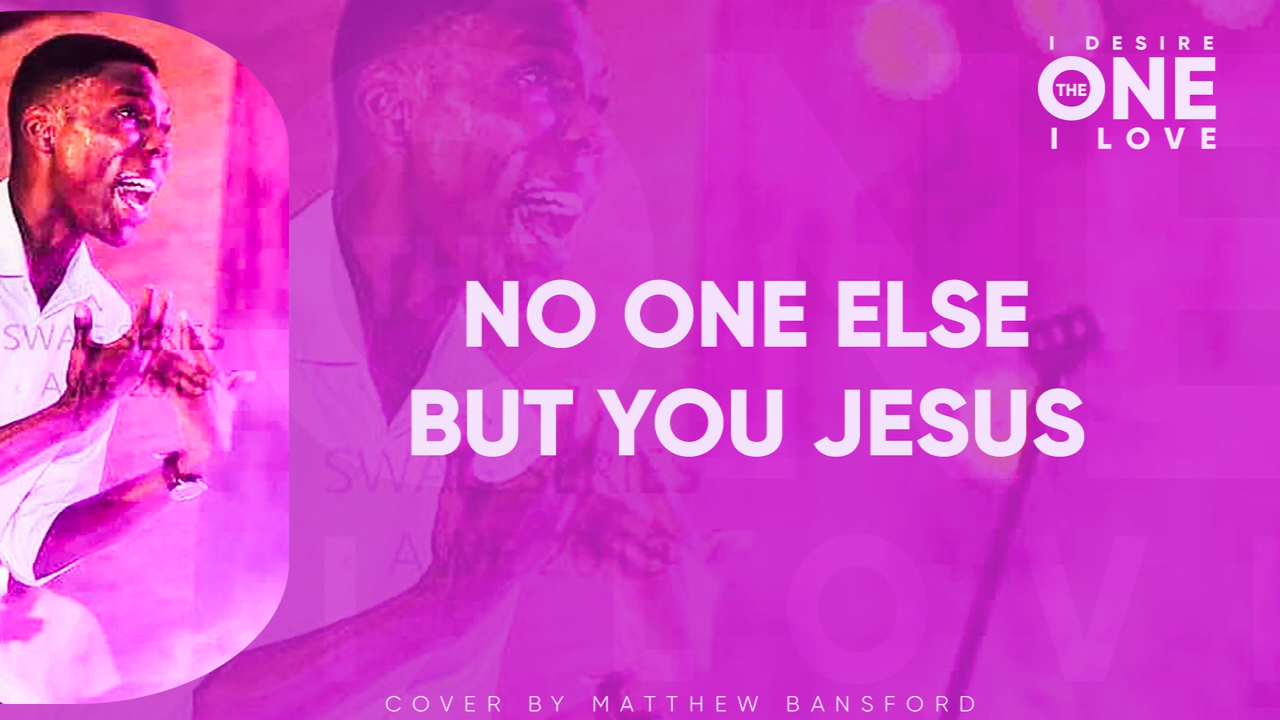 I DESIRE
THE
ONE
I LOVE
NO ONE ELSE
BUT YOU JESUS
COVER BY MATTHEW BANSFORD